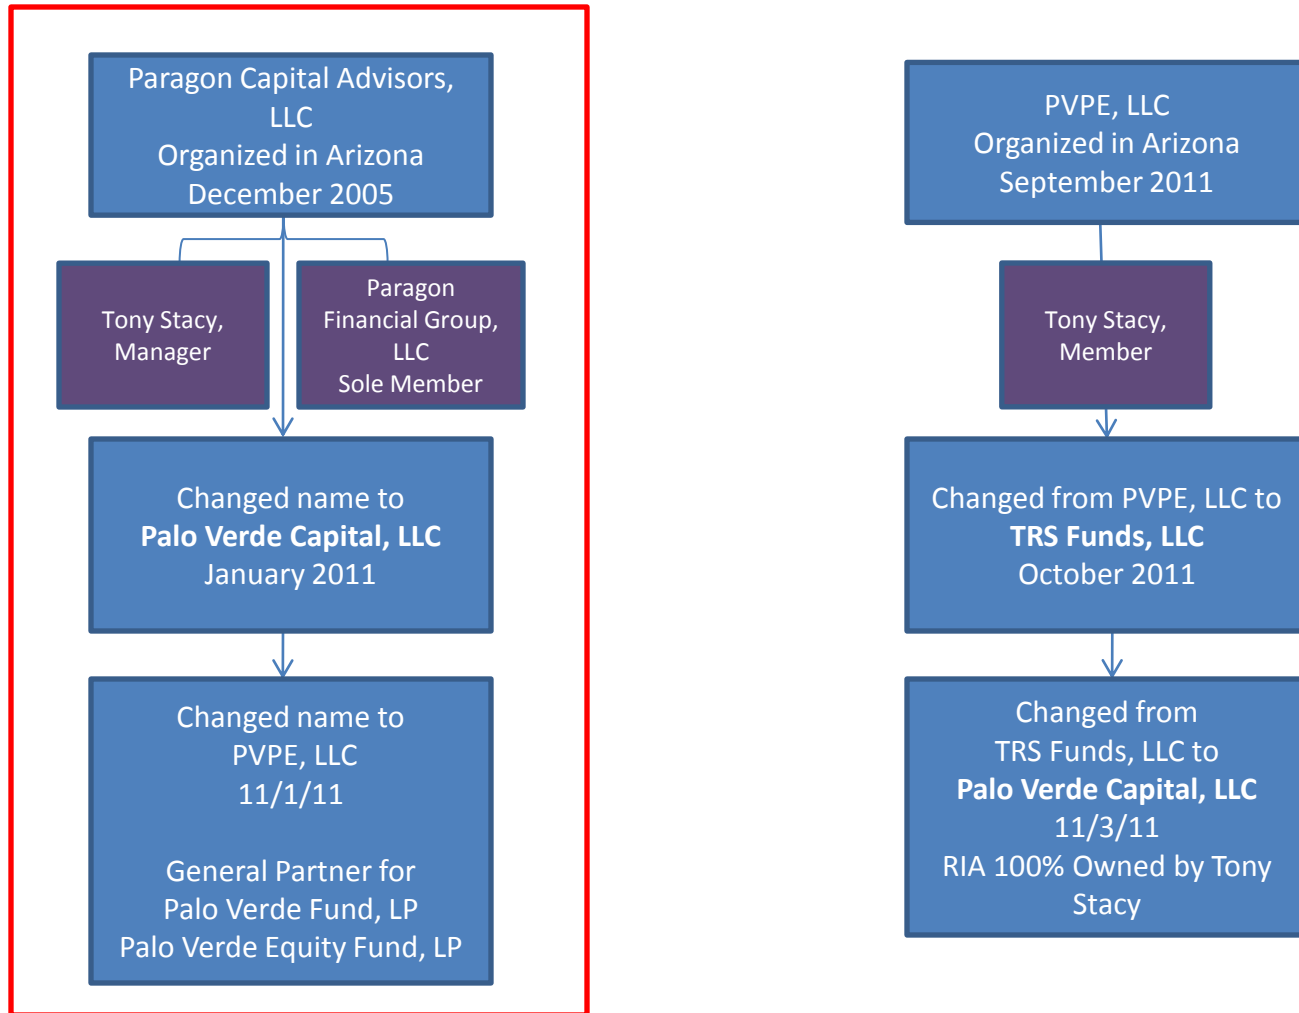 Paragon Capital Advisors,
LLC
Organized in Arizona
December 2005
Tony Stacy,
Manager
Paragon
Financial Group,
LLC
Sole Member
Changed name to
Palo Verde Capital, LLC
January 2011
Changed name to
PVPE, LLC
11/1/11
General Partner for
Palo Verde Fund, LP
Palo Verde Equity Fund, LP
PVPE, LLC
Organized in Arizona
September 2011
Tony Stacy,
Member
Changed from PVPE, LLC to
TRS Funds, LLC
October 2011
Changed from
TRS Funds, LLC to
Palo Verde Capital, LLC
11/3/11
RIA 100% Owned by Tony
Stacy